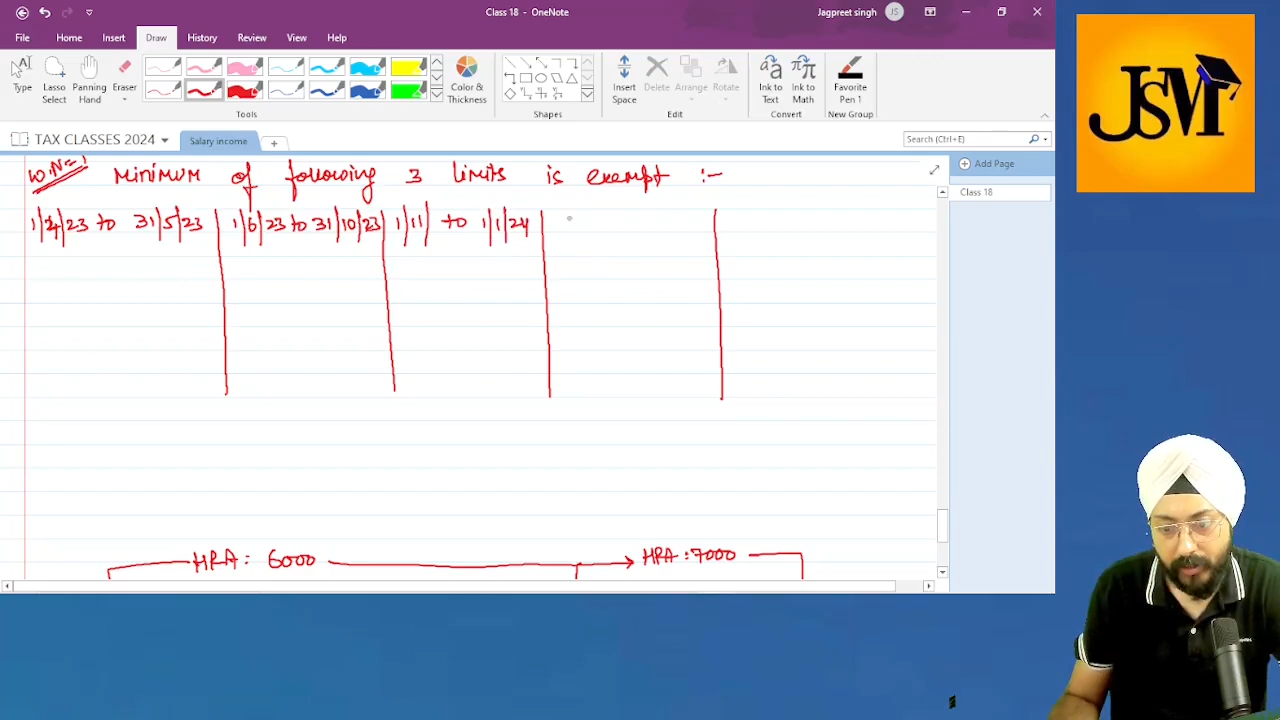 Class 18 - OneNote
Jagpreet singh JS
File Home Insert Draw History Review View Help
Type Lasso Select Panning Hand Eraser Color & Thickness Insert Space Delete Arrange Rotate Ink to Text Ink to Math Favorite Pen 1
Tools Shapes Edit Convert New Group
TAX CLASSES 2024 Salary income Search (Ctrl+E)
Add Page
Class 18
W.N=1 Minimum of following 3 limits is exempt :-
1/4/23 to 31/5/23 1/6/23 to 31/10/23 1/11/ to 1/1/24
HRA: 6000 HRA: 7000
JSM